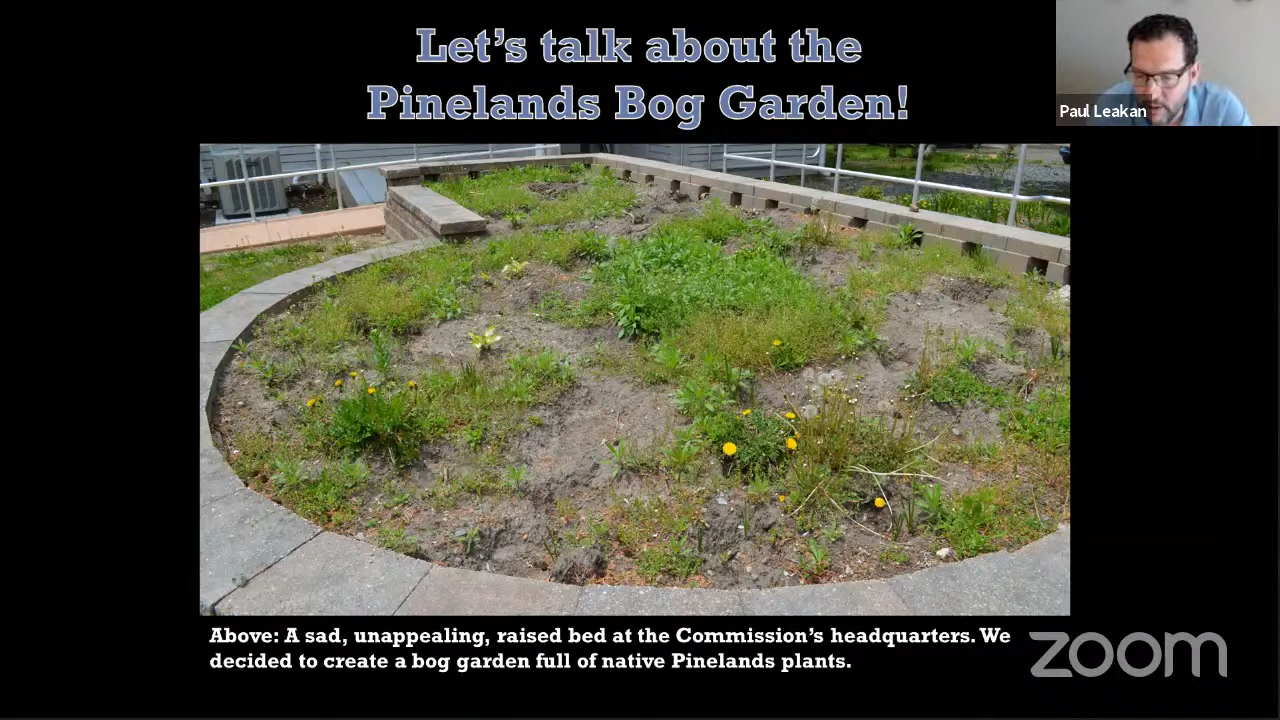 Let's talk about the
Pinelands Bog Garden!
Paul Leakan
Above: A sad, unappealing, raised bed at the Commission's headquarters. We
decided to create a bog garden full of native Pinelands plants.
zoom